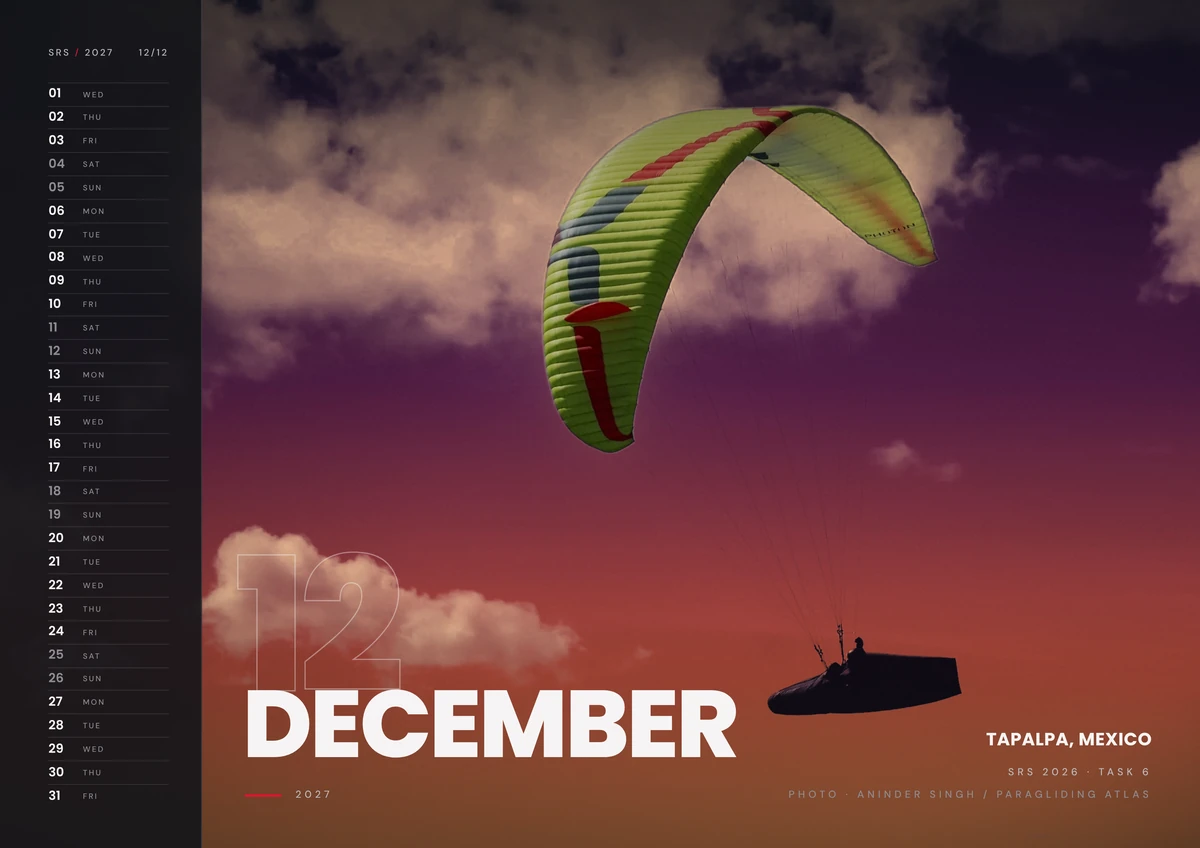 SRS / 2027 12/12
01 WED
02 THU
03 FRI
04 SAT
05 SUN
06 MON
07 TUE
08 WED
09 THU
10 FRI
11 SAT
12 SUN
13 MON
14 TUE
15 WED
16 THU
17 FRI
18 SAT
19 SUN
20 MON
21 TUE
22 WED
23 THU
24 FRI
25 SAT
26 SUN
27 MON
28 TUE
29 WED
30 THU
31 FRI
PHOTON
12
DECEMBER
2027
TAPALPA, MEXICO
SRS 2026 · TASK 6
PHOTO · ANINDER SINGH / PARAGLIDING ATLAS